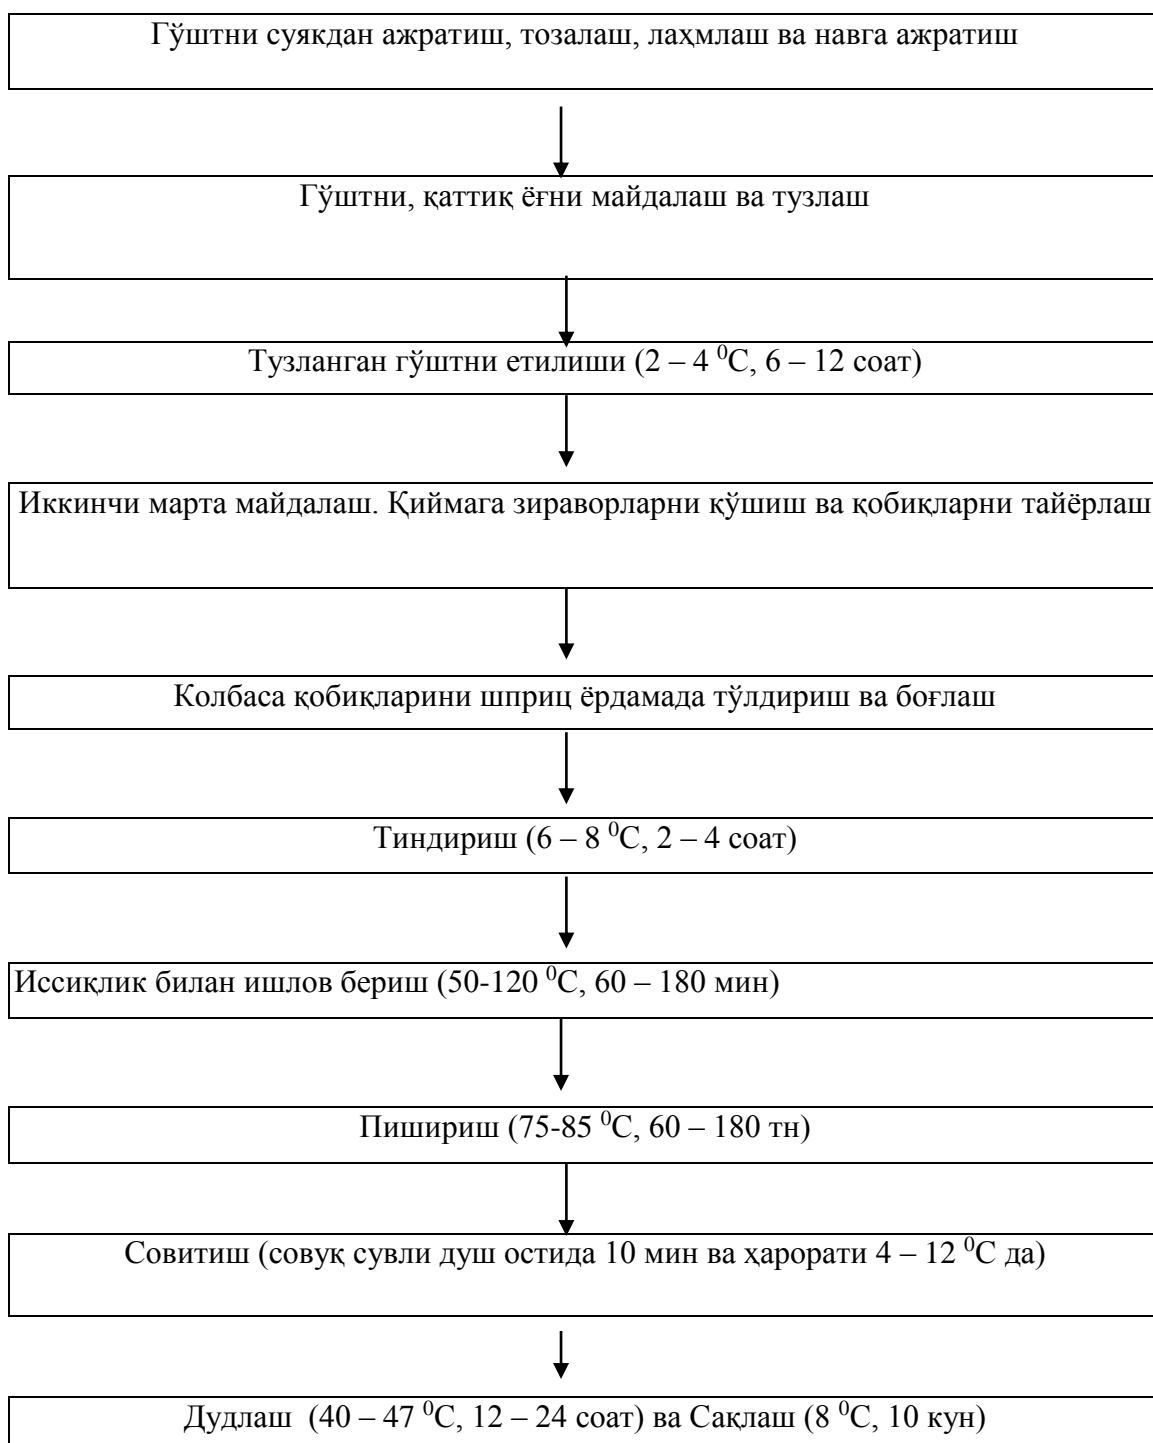 Гўштни суякдан ажратиш, тозалаш, лаҳмлаш ва навга ажратиш
Гўштни, қаттиқ ёғни майдалаш ва тузлаш
Тузланган гўштни етилиши (2 – 4 ⁰С, 6 – 12 соат)
Иккинчи марта майдалаш. Қиймага зираворларни қўшиш ва қобиқларни тайёрлаш
Колбаса қобиқларини шприц ёрдамада тўлдириш ва боғлаш
Тиндириш (6 – 8 ⁰С, 2 – 4 соат)
Иссиқлик билан ишлов бериш (50-120 ⁰С, 60 – 180 мин)
Пишириш (75-85 ⁰С, 60 – 180 тн)
Совитиш (совуқ сувли душ остида 10 мин ва ҳарорати 4 – 12 ⁰С да)
Дудлаш (40 – 47 ⁰С, 12 – 24 соат) ва Сақлаш (8 ⁰С, 10 кун)